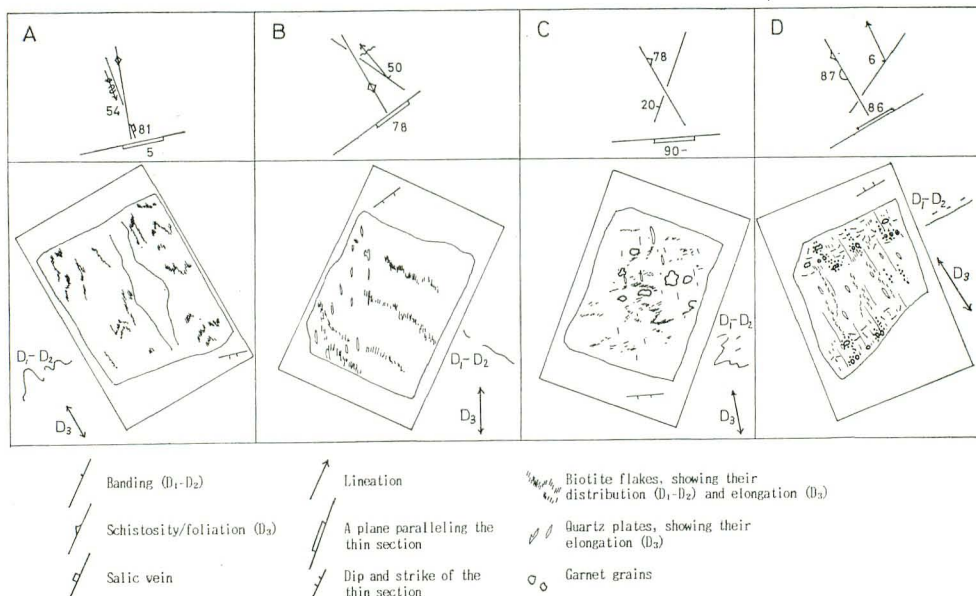 A
B
C
D
54
81
5
50
78
78
20
90
6
87
86
D₁-D₂
D₃
D₁-D₂
D₃
D₁-D₂
D₃
D₁-D₂
D₃
Banding (D₁-D₂)
Schistosity/foliation (D₃)
Salic vein
Lineation
A plane paralleling the
thin section
Dip and strike of the
thin section
Biotite flakes, showing their
distribution (D₁-D₂) and elongation (D₃)
Quartz plates, showing their
elongation (D₃)
Garnet grains